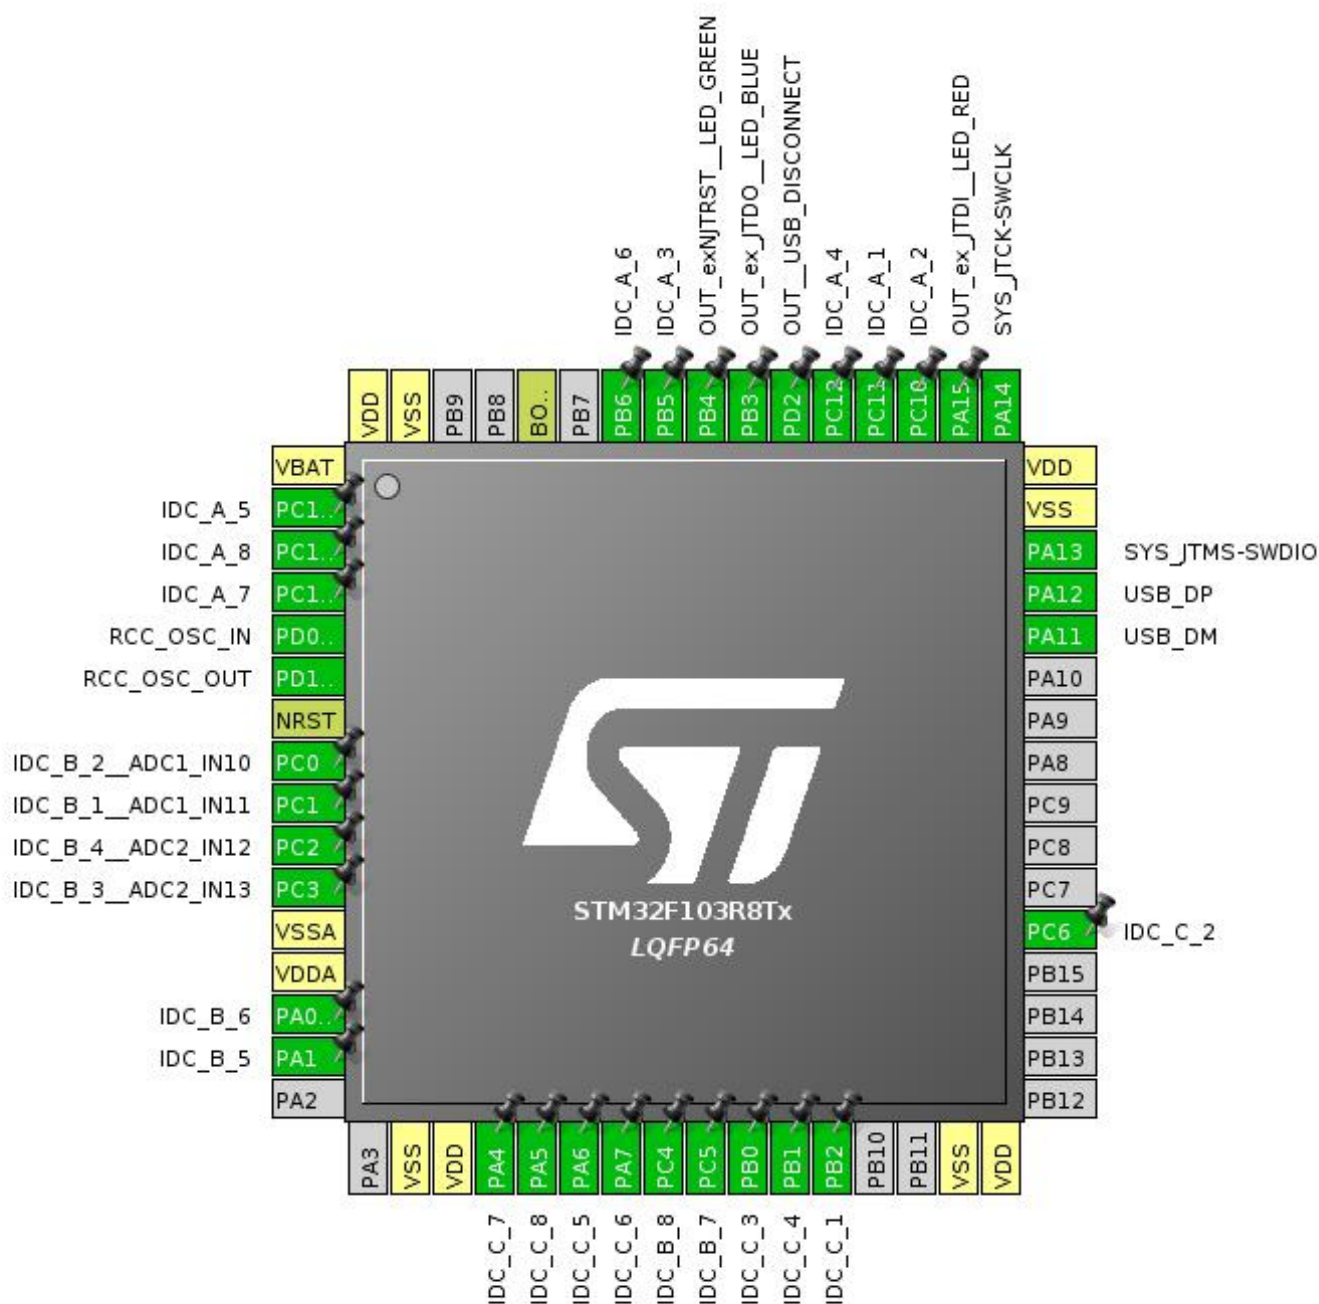 IDC_A_6
IDC_A_3
OUT_exNJTRST__LED_GREEN
OUT_ex_JTDO__LED_BLUE
OUT__USB_DISCONNECT
IDC_A_4
IDC_A_1
IDC_A_2
OUT_ex_JTDI__LED_RED
SYS_JTCK-SWCLK
VDD
VSS
PB9
PB8
BO..
PB7
PB6
PB5
PB4
PB3
PD2
PC12
PC11
PC10
PA15
PA14
VBAT
IDC_A_5 PC1..
IDC_A_8 PC1..
IDC_A_7 PC1..
RCC_OSC_IN PD0..
RCC_OSC_OUT PD1..
NRST
IDC_B_2__ADC1_IN10 PC0
IDC_B_1__ADC1_IN11 PC1
IDC_B_4__ADC2_IN12 PC2
IDC_B_3__ADC2_IN13 PC3
VSSA
VDDA
IDC_B_6 PA0..
IDC_B_5 PA1
PA2
ST
STM32F103R8Tx
LQFP64
VDD
VSS
PA13 SYS_JTMS-SWDIO
PA12 USB_DP
PA11 USB_DM
PA10
PA9
PA8
PC9
PC8
PC7
PC6 IDC_C_2
PB15
PB14
PB13
PB12
PA3
VSS
VDD
PA4
PA5
PA6
PA7
PC4
PC5
PB0
PB1
PB2
PB10
PB11
VSS
VDD
IDC_C_7
IDC_C_8
IDC_C_5
IDC_C_6
IDC_B_8
IDC_B_7
IDC_C_3
IDC_C_4
IDC_C_1